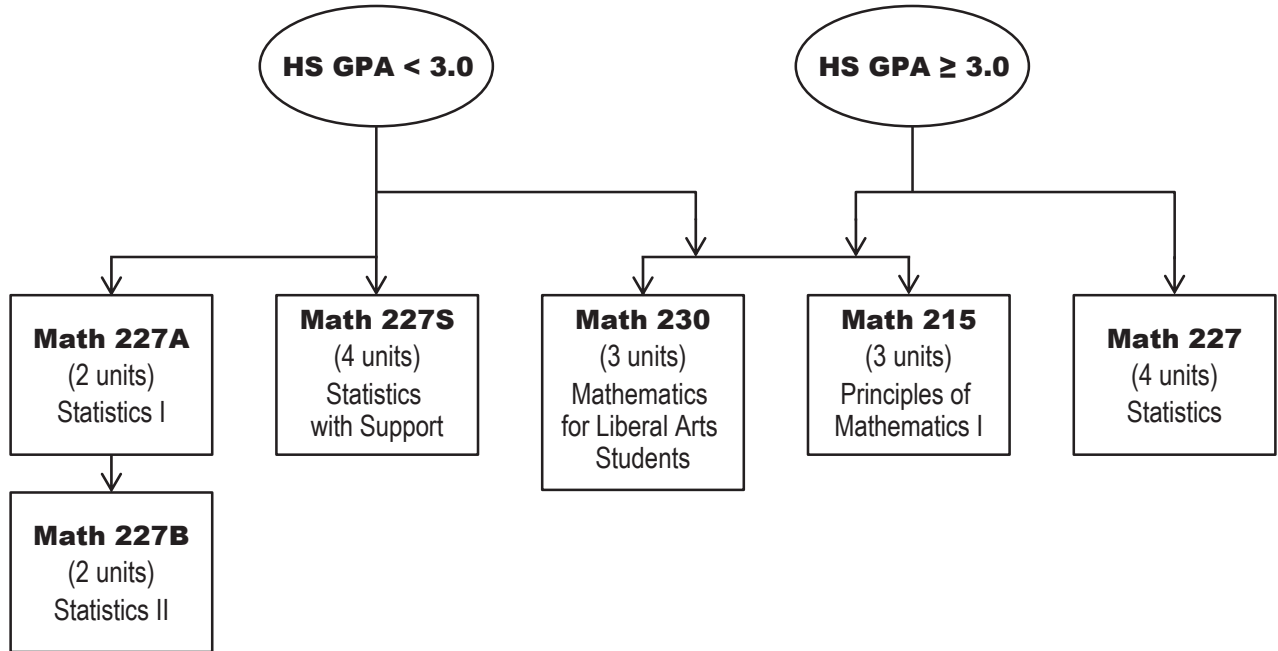 HS GPA < 3.0
HS GPA ≥ 3.0
Math 227A
(2 units)
Statistics I
Math 227S
(4 units)
Statistics
with Support
Math 230
(3 units)
Mathematics
for Liberal Arts
Students
Math 215
(3 units)
Principles of
Mathematics I
Math 227
(4 units)
Statistics
Math 227B
(2 units)
Statistics II